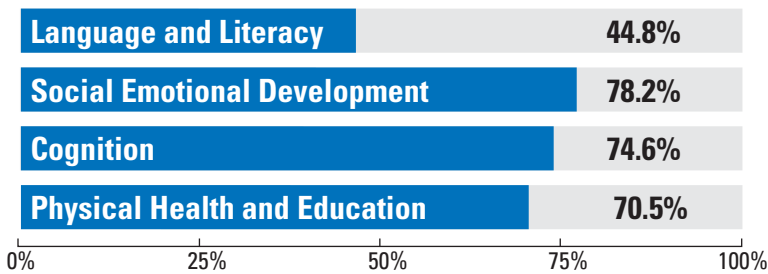 Language and Literacy 44.8%
Social Emotional Development 78.2%
Cognition 74.6%
Physical Health and Education 70.5%
0% 25% 50% 75% 100%